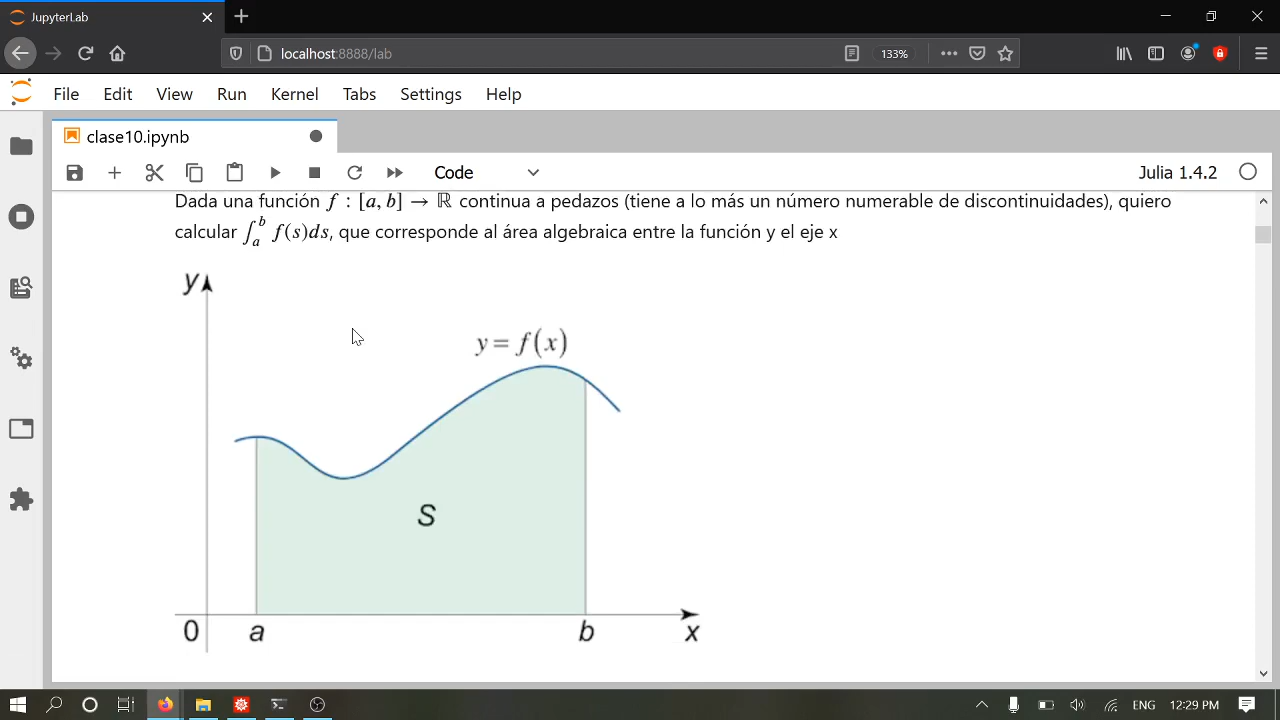 JupyterLab
localhost:8888/lab
133%
File Edit View Run Kernel Tabs Settings Help
clase10.ipynb
Code
Julia 1.4.2
Dada una función f : [a, b] → ℝ continua a pedazos (tiene a lo más un número numerable de discontinuidades), quiero
calcular ∫_a^b f(s)ds, que corresponde al área algebraica entre la función y el eje x
y
y = f(x)
S
0 a b x
ENG 12:29 PM